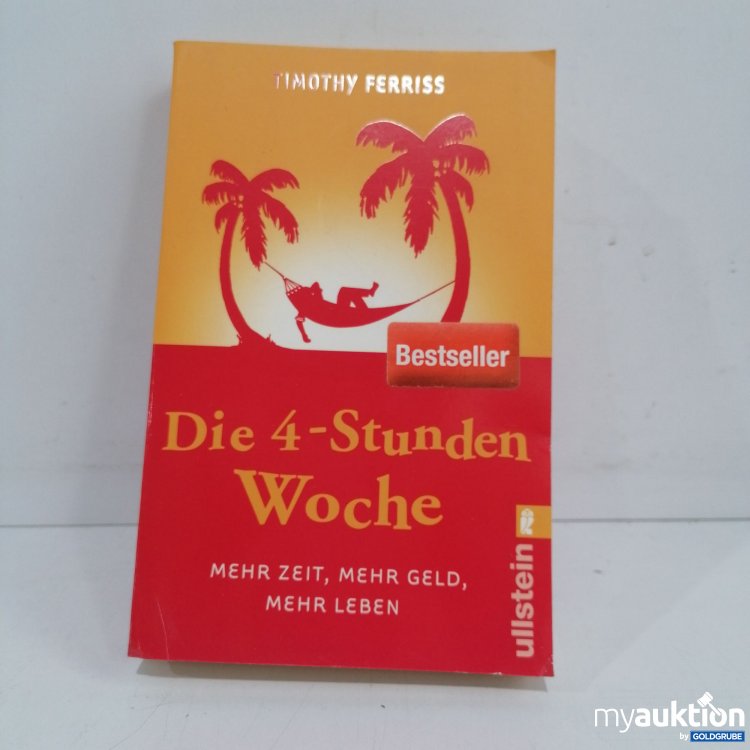 TIMOTHY FERRISS
Bestseller
Die 4-Stunden
Woche
MEHR ZEIT, MEHR GELD,
MEHR LEBEN
ullstein
myauktion
by GOLDGRUBE